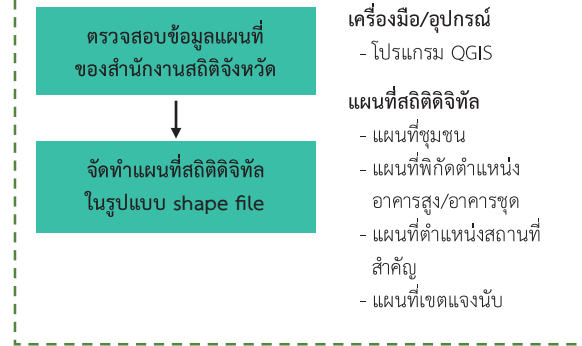 ตรวจสอบข้อมูลแผนที่
ของสำนักงานสถิติจังหวัด
จัดทำแผนที่สถิติดิจิทัล
ในรูปแบบ shape file
เครื่องมือ/อุปกรณ์
- โปรแกรม QGIS
แผนที่สถิติดิจิทัล
- แผนที่ชุมชน
- แผนที่พิกัดตำแหน่ง
อาคารสูง/อาคารชุด
- แผนที่ตำแหน่งสถานที่
สำคัญ
- แผนที่เขตแจงนับ